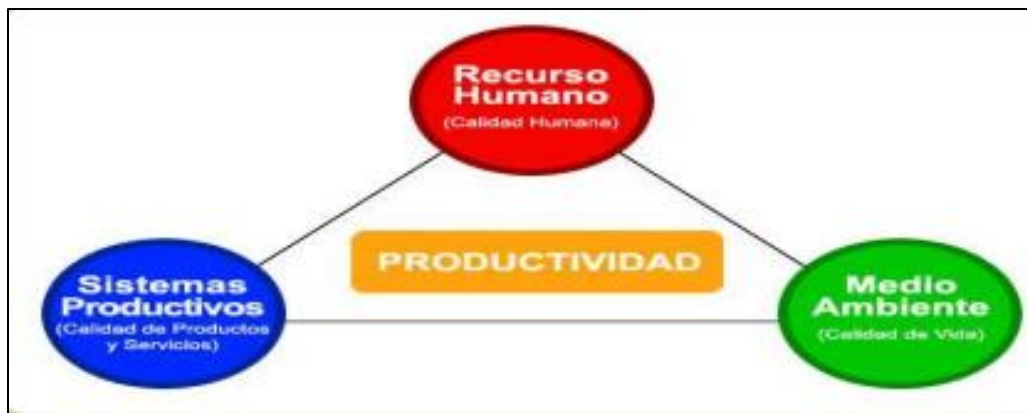 Recurso
Humano
(Calidad Humana)
PRODUCTIVIDAD
Sistemas
Productivos
(Calidad de Productos
y Servicios)
Medio
Ambiente
(Calidad de Vida)